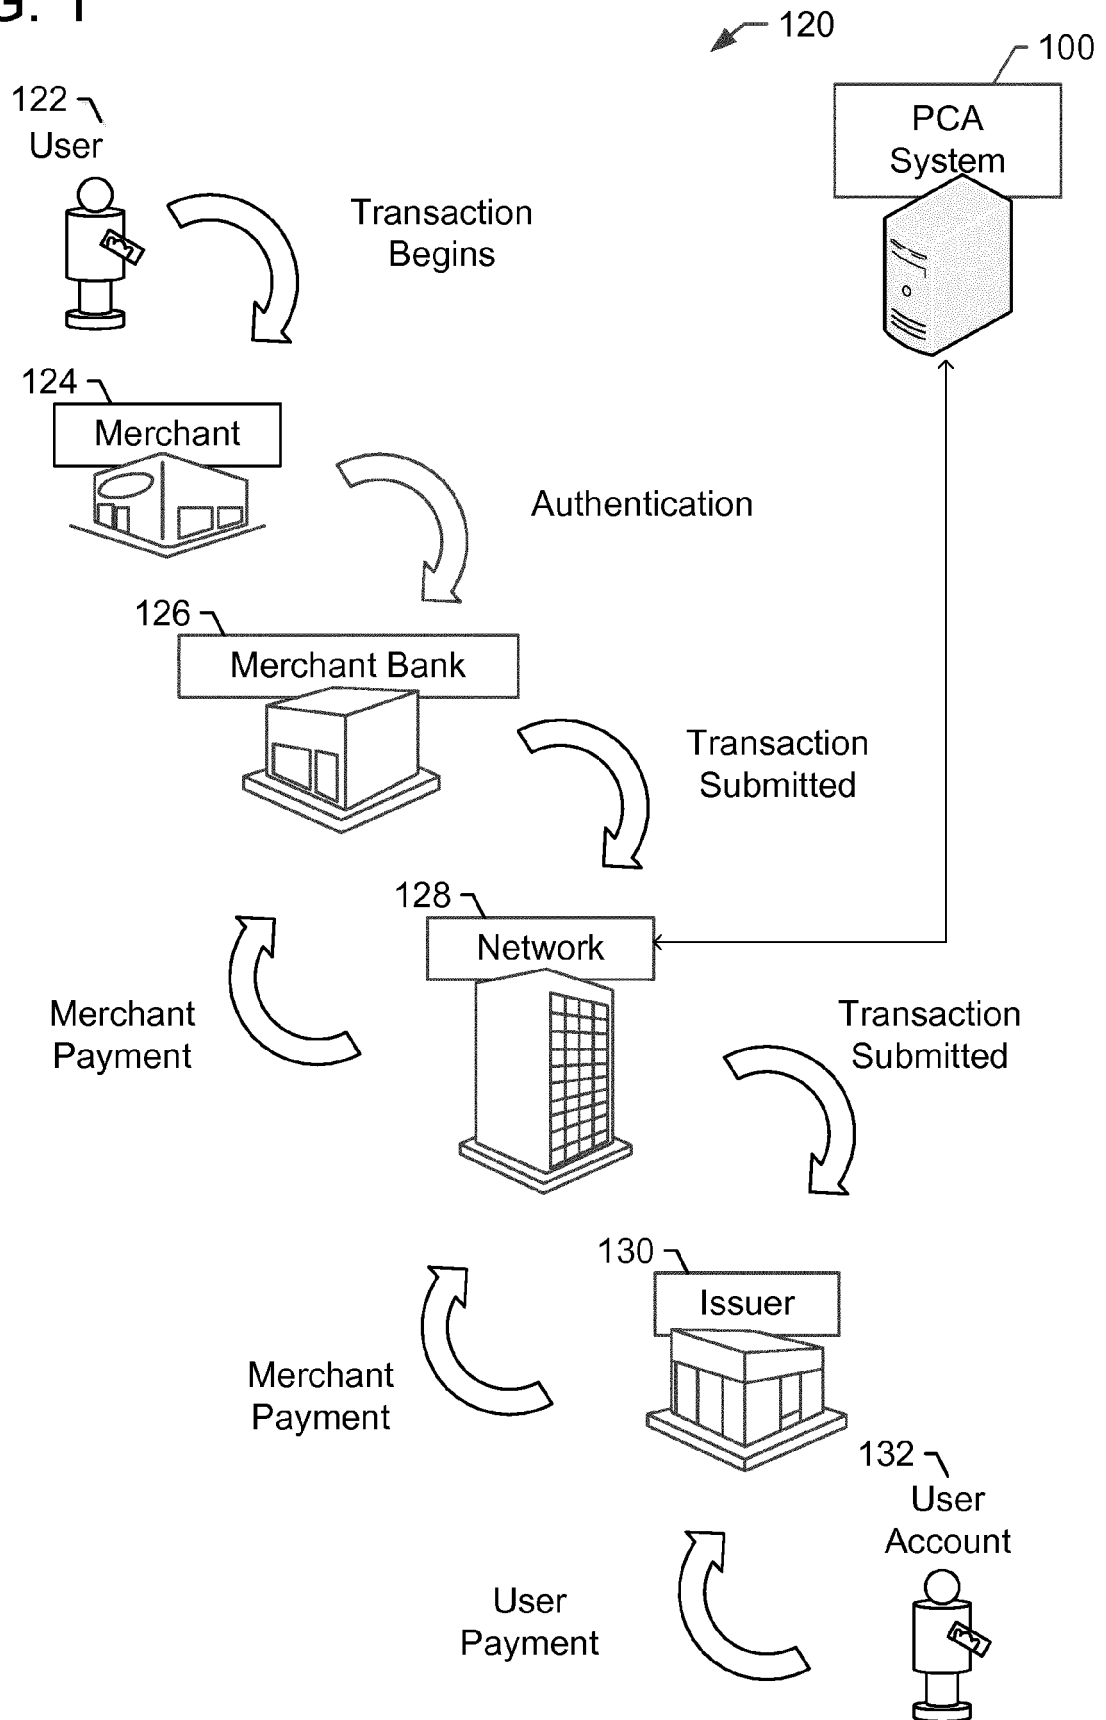 G. 1
120
100
PCA
System
122
User
Transaction
Begins
124
Merchant
Authentication
126
Merchant Bank
Transaction
Submitted
128
Network
Merchant
Payment
Transaction
Submitted
130
Issuer
Merchant
Payment
132
User
Account
User
Payment